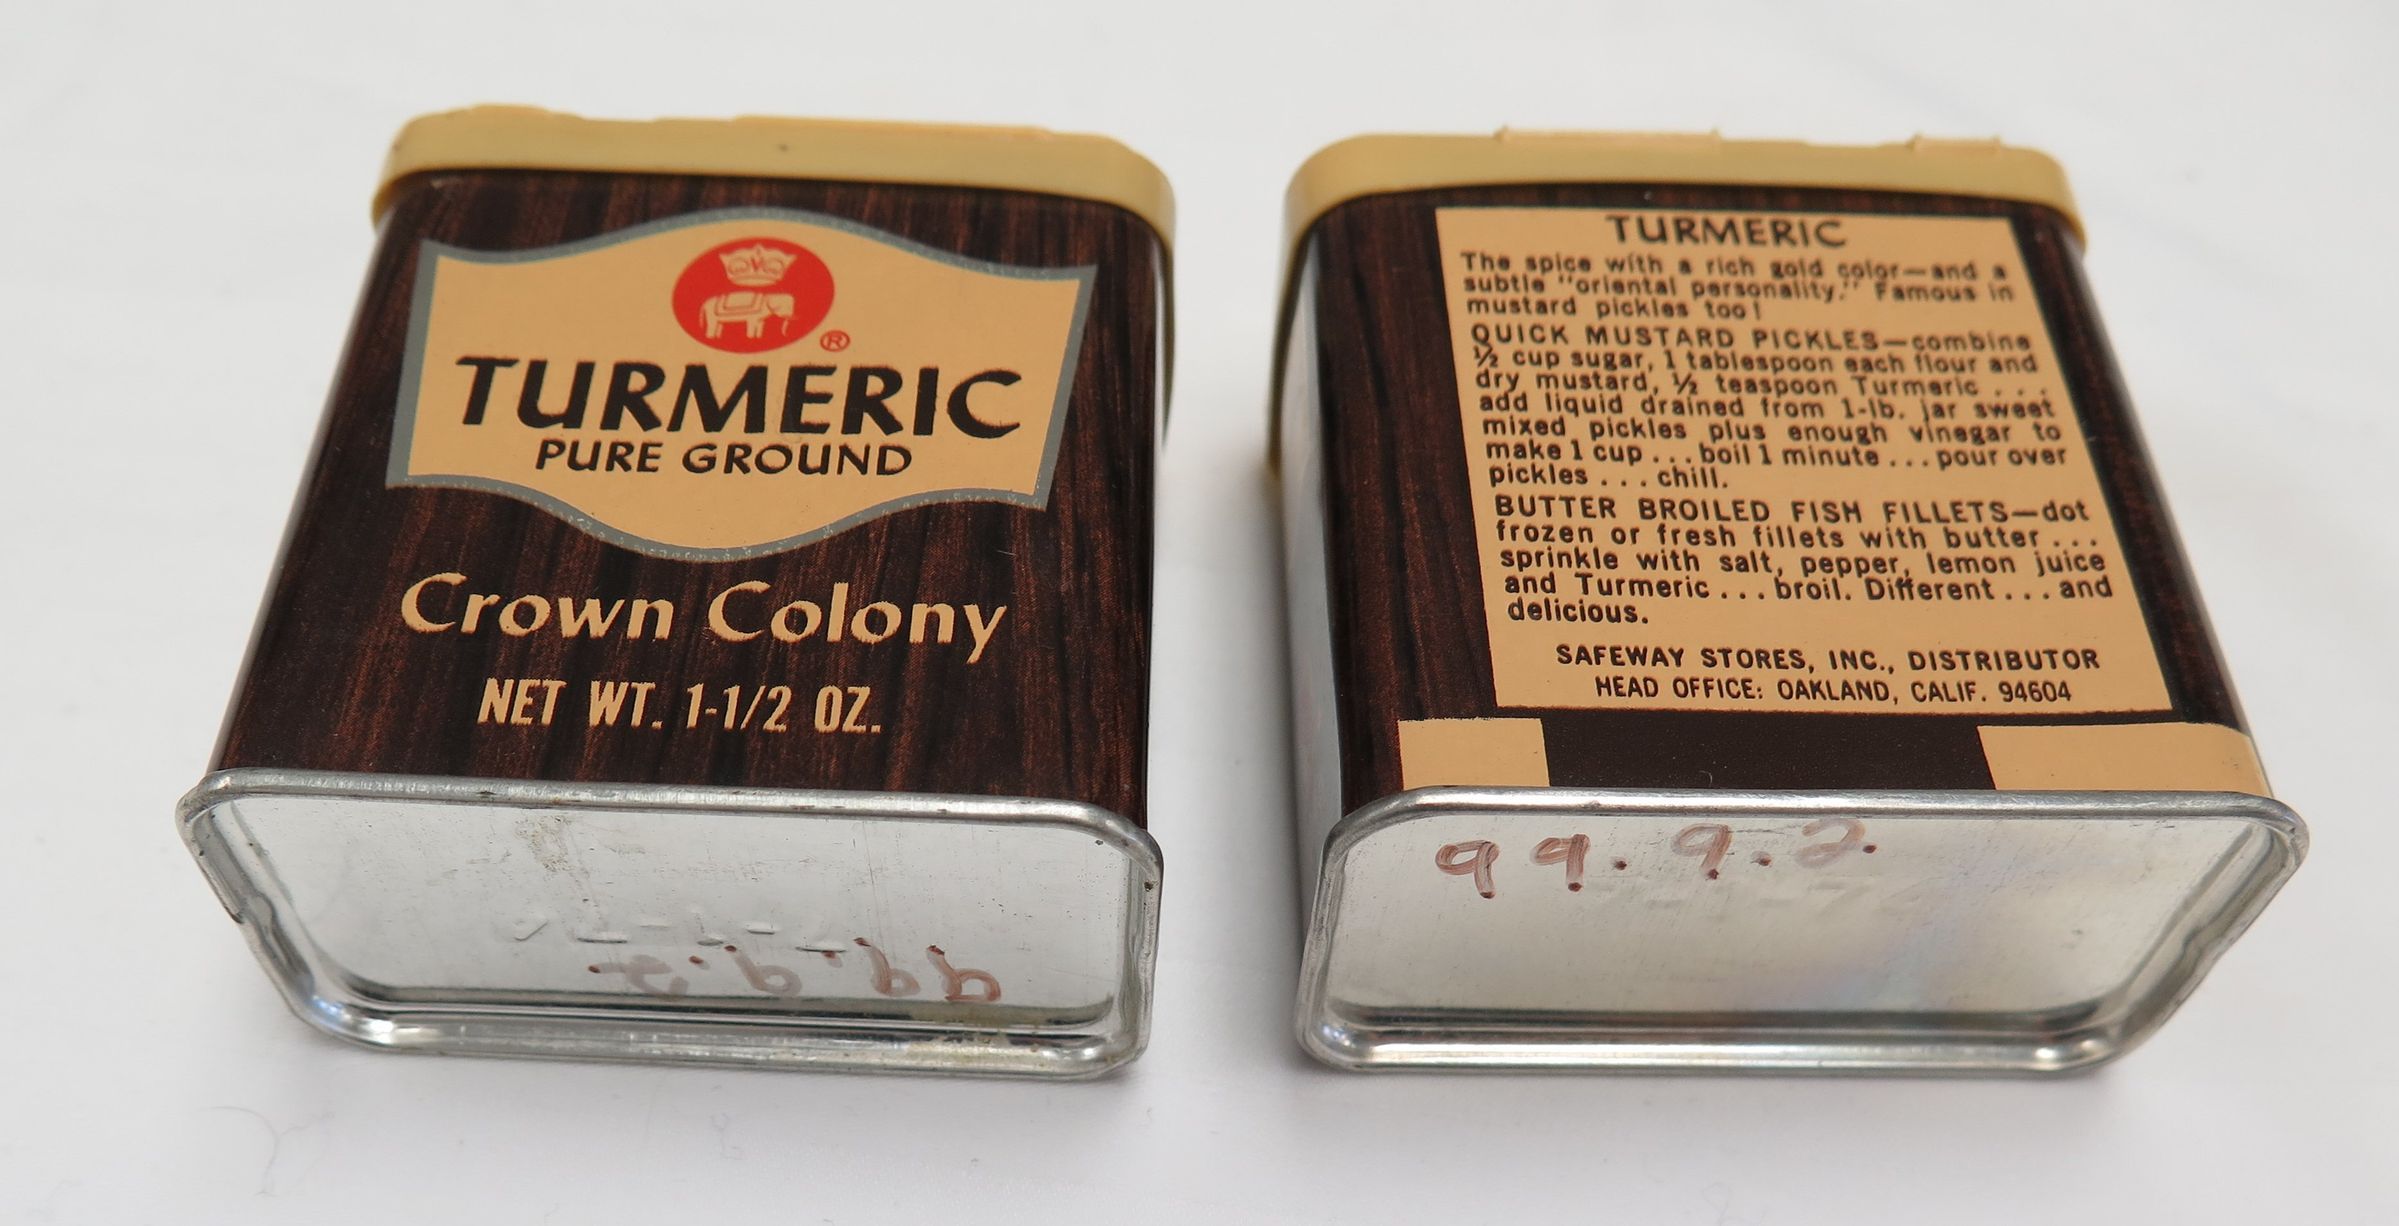 ®
TURMERIC
PURE GROUND
Crown Colony
NET WT. 1-1/2 OZ.
99.9.2.
TURMERIC
The spice with a rich gold color—and a
subtle "oriental personality." Famous in
mustard pickles too!
QUICK MUSTARD PICKLES—combine
½ cup sugar, 1 tablespoon each flour and
dry mustard, ½ teaspoon Turmeric . . .
add liquid drained from 1-lb. jar sweet
mixed pickles plus enough vinegar to
make 1 cup . . . boil 1 minute . . . pour over
pickles . . . chill.
BUTTER BROILED FISH FILLETS—dot
frozen or fresh fillets with butter . . .
sprinkle with salt, pepper, lemon juice
and Turmeric . . . broil. Different . . . and
delicious.
SAFEWAY STORES, INC., DISTRIBUTOR
HEAD OFFICE: OAKLAND, CALIF. 94604
99.9.2.